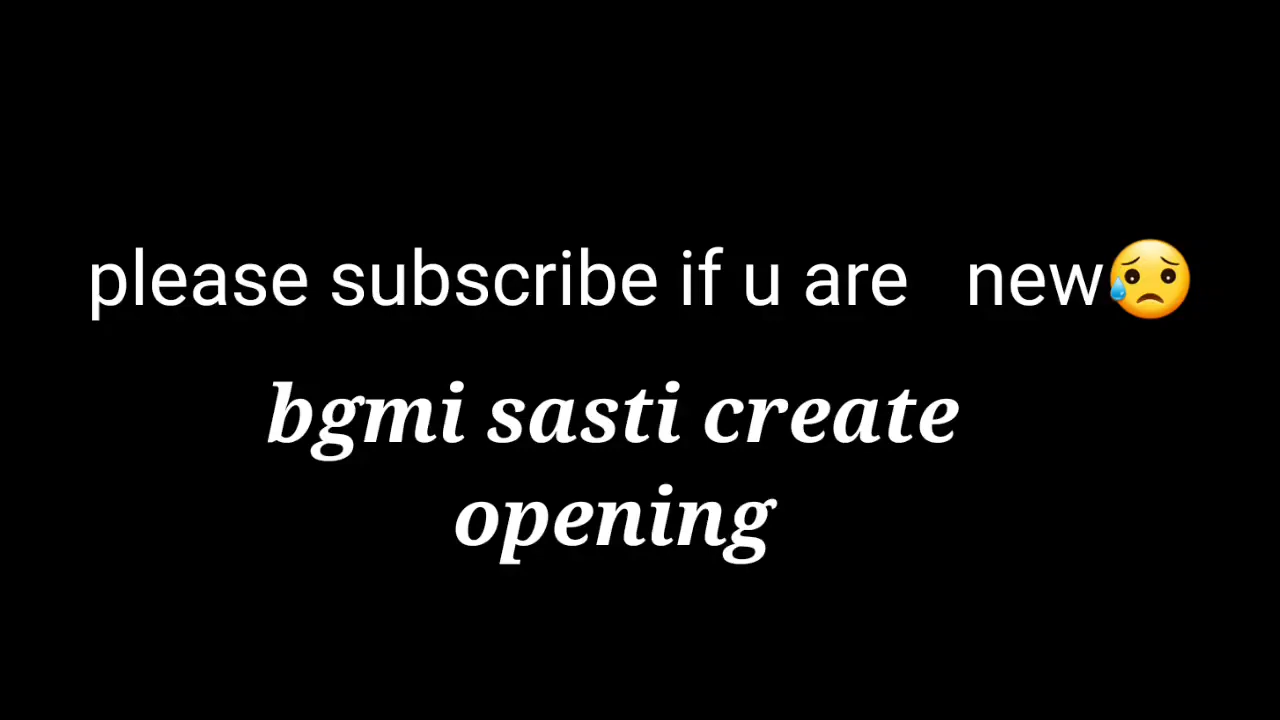 please subscribe if u are   new😥
bgmi sasti create
opening